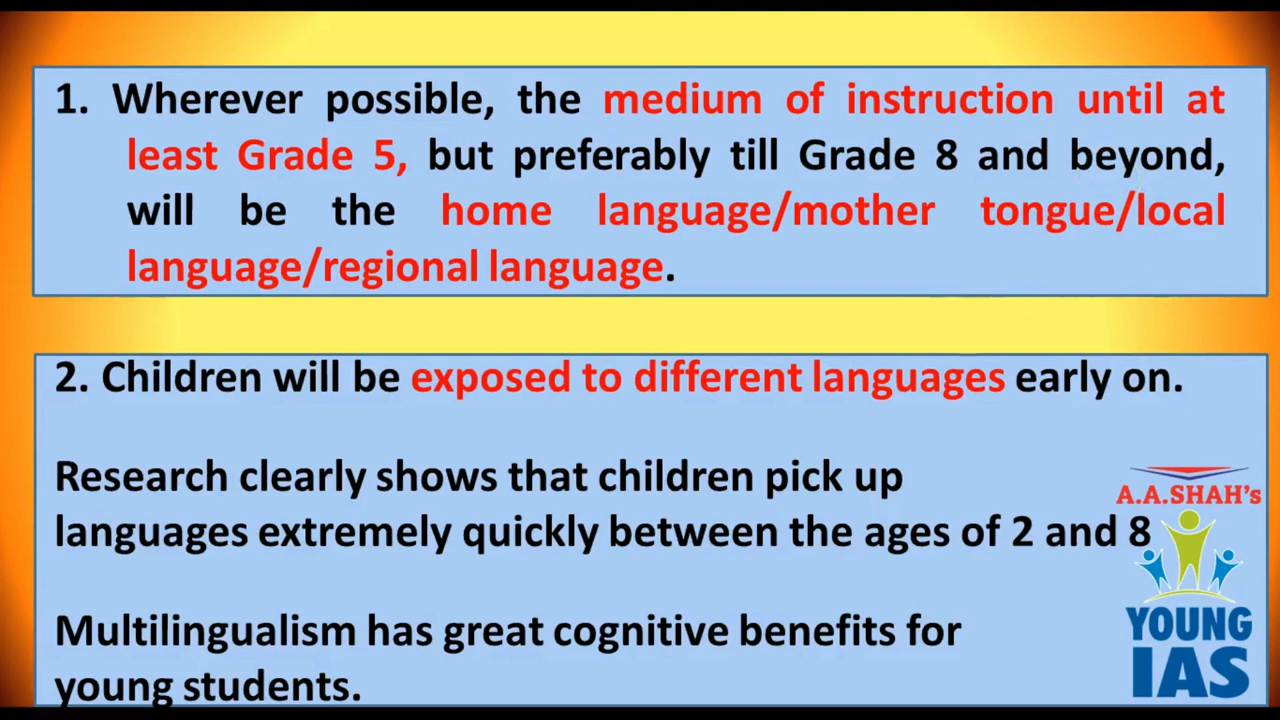 1. Wherever possible, the medium of instruction until at
least Grade 5, but preferably till Grade 8 and beyond,
will be the home language/mother tongue/local
language/regional language.
2. Children will be exposed to different languages early on.
Research clearly shows that children pick up
languages extremely quickly between the ages of 2 and 8
Multilingualism has great cognitive benefits for
young students.
A.A.SHAH's
YOUNG
IAS